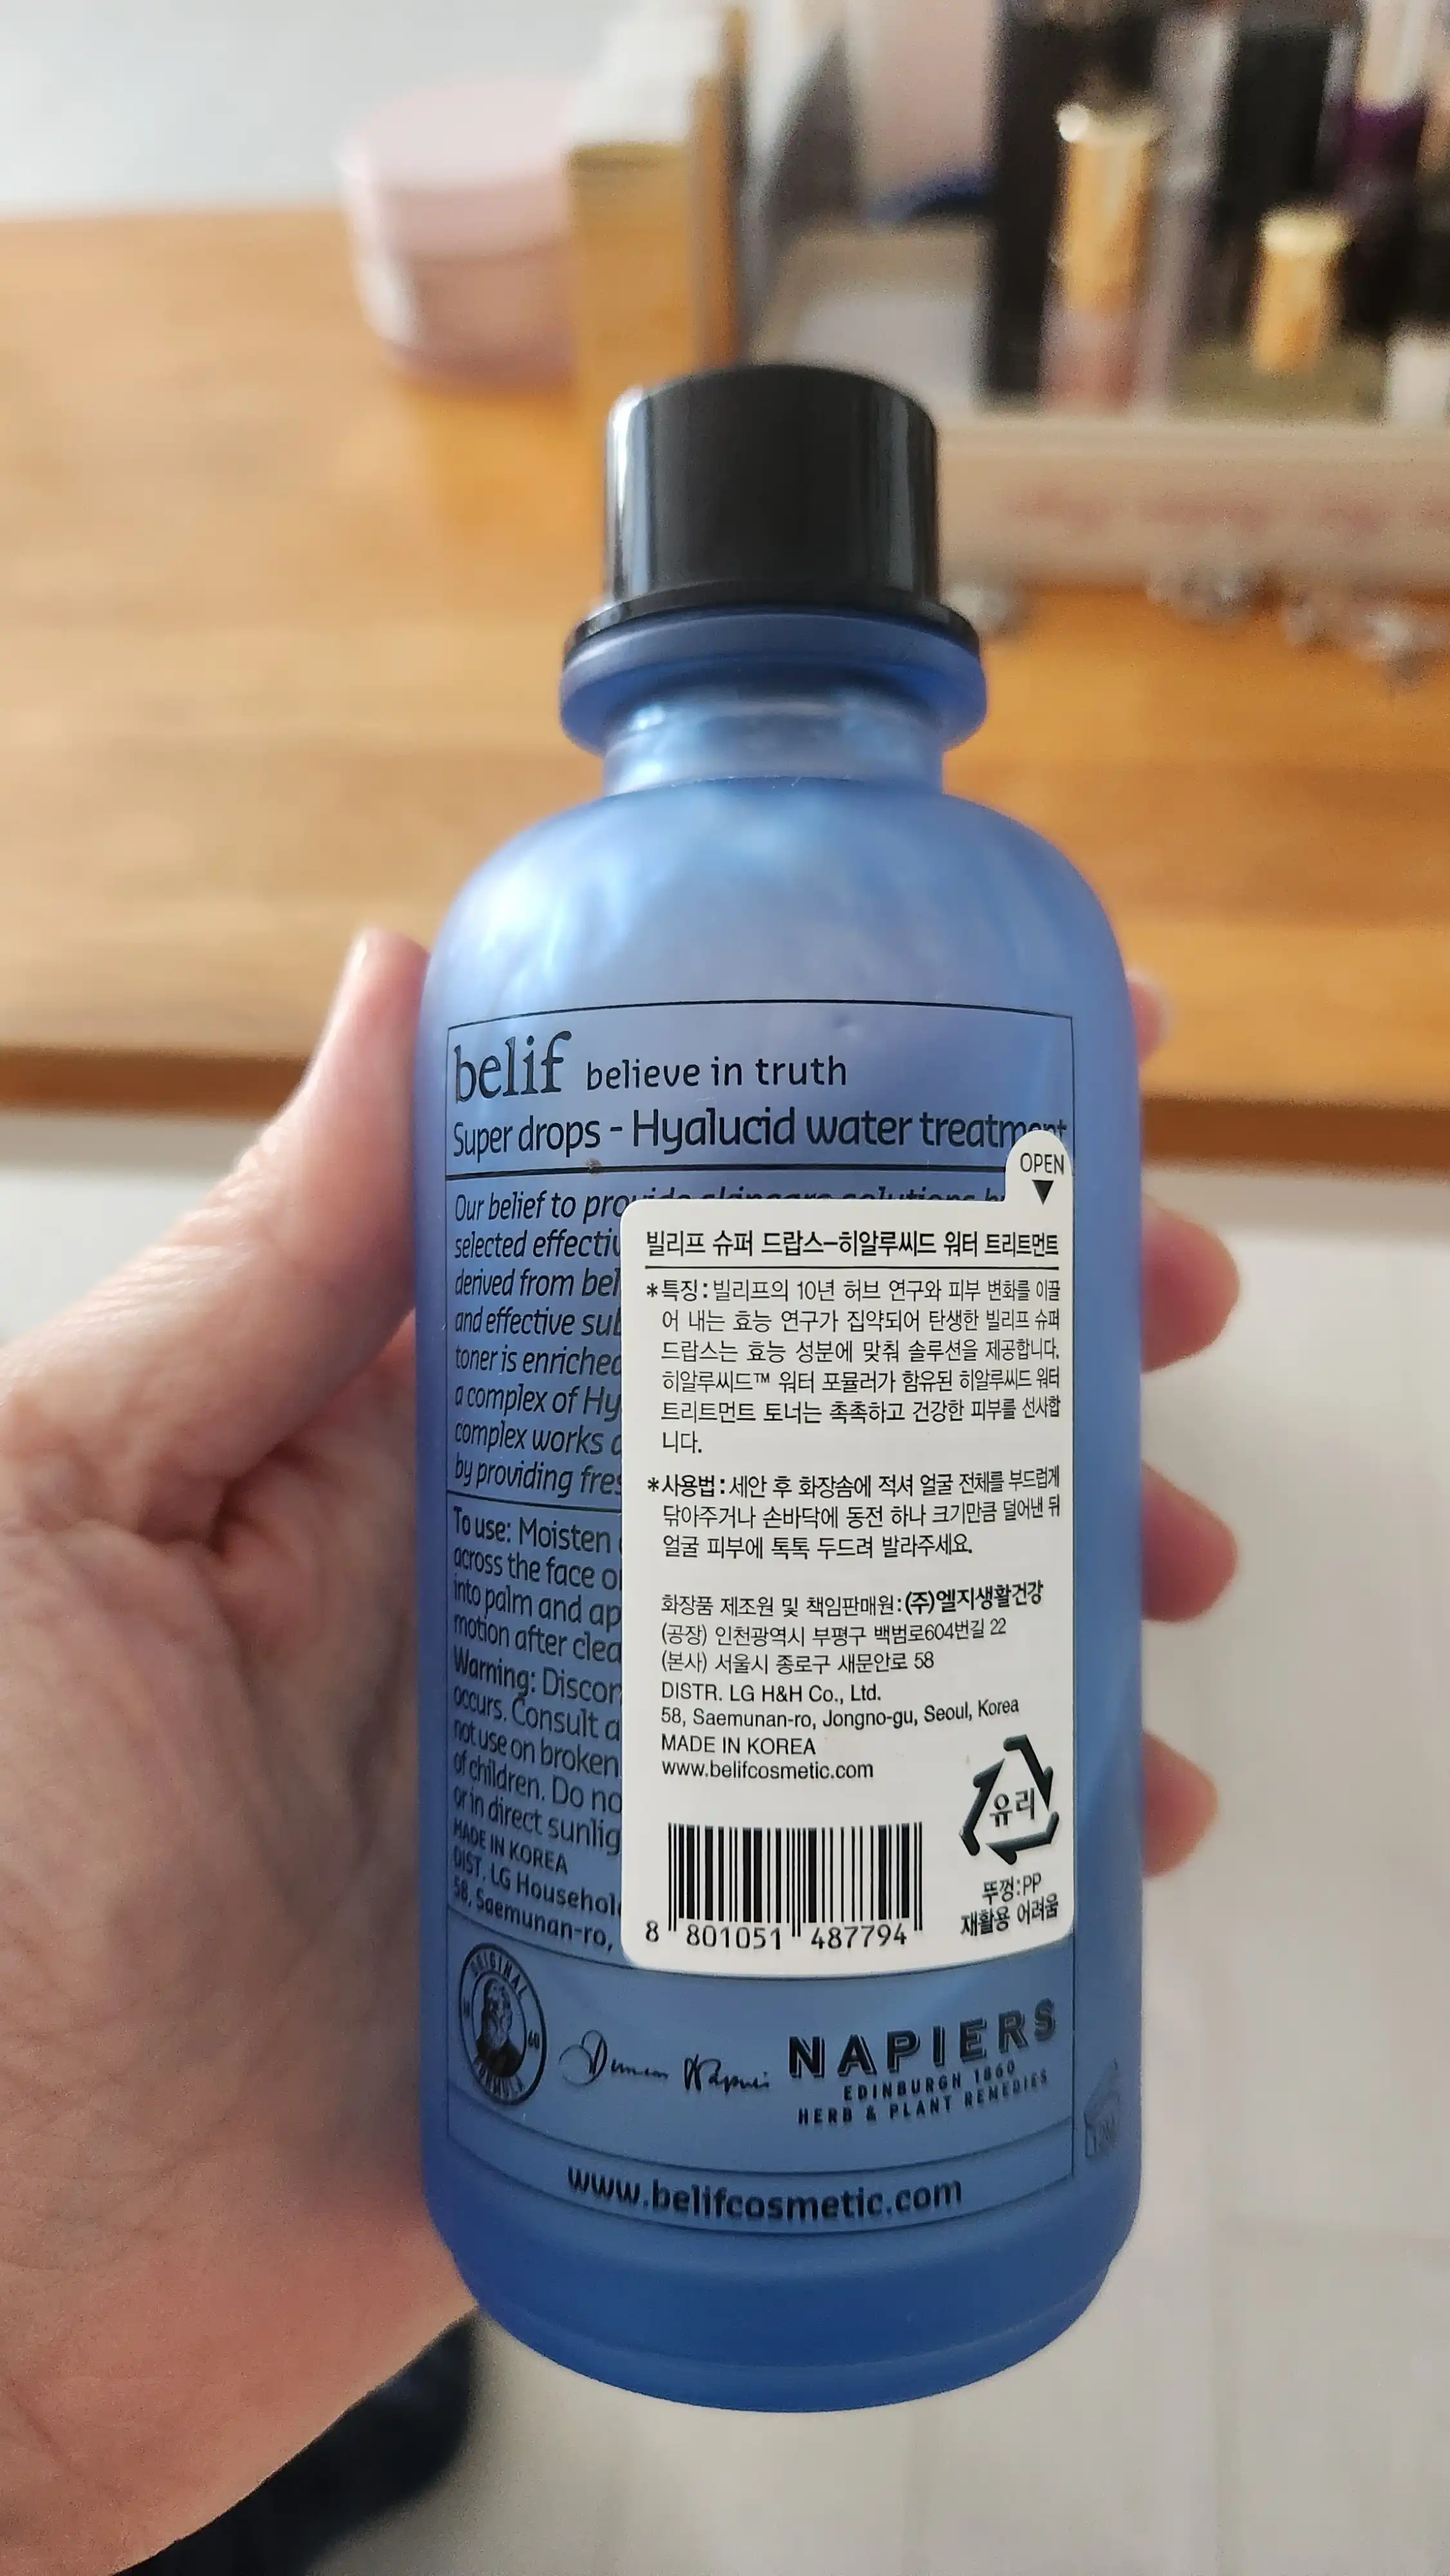 belif believe in truth
Super drops - Hyalucid water treatment
Our belief to provide skincare solutions
selected
derived from
and effective
toner is enriched
a complex of
complex works
by providing
To use: Moisten
across the face
into palm and
motion after
Warning:
occurs. Consult a
not use on broken
of children. Do
or in direct
MADE IN KOREA
DIST. LG
58, Saemunan-ro,
OPEN
빌리프 슈퍼 드랍스-히알루씨드 워터 트리트먼트
*특징: 빌리프의 10년 허브 연구와 피부 변화를 이끌
어 내는 효능 연구가 집약되어 탄생한 빌리프 슈퍼
드랍스는 효능 성분에 맞춰 솔루션을 제공합니다.
히알루씨드™ 워터 포뮬러가 함유된 히알루씨드 워터
트리트먼트 토너는 촉촉하고 건강한 피부를 선사합
니다.
*사용법: 세안 후 화장솜에 적셔 얼굴 전체를 부드럽게
닦아주거나 손바닥에 동전 하나 크기만큼 덜어낸 뒤
얼굴 피부에 톡톡 두드려 발라주세요.
화장품 제조원 및 책임판매원: (주)엘지생활건강
(공장) 인천광역시 부평구 백범로604번길 22
(본사) 서울시 종로구 새문안로 58
DISTR. LG H&H Co., Ltd.
58, Saemunan-ro, Jongno-gu, Seoul, Korea
MADE IN KOREA
www.belifcosmetic.com
유리
뚜껑:PP
재활용 어려움
8 801051 487794
ORIGINAL
FORMULA
Duncan Napier
NAPIERS
EDINBURGH 1860
HERB & PLANT REMEDIES
www.belifcosmetic.com